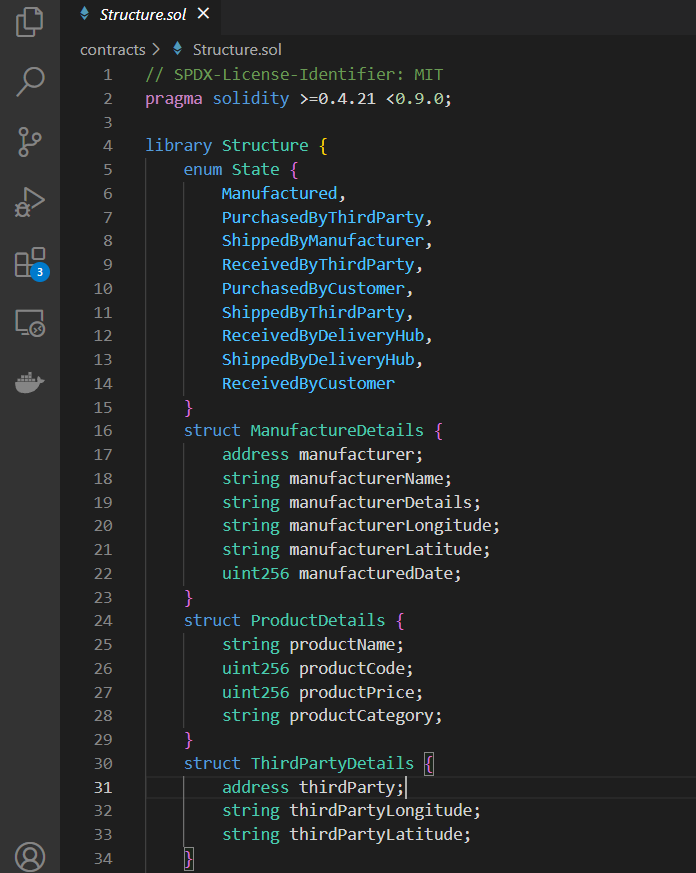 Structure.sol
contracts > Structure.sol
1 // SPDX-License-Identifier: MIT
2 pragma solidity >=0.4.21 <0.9.0;
3
4 library Structure {
5     enum State {
6         Manufactured,
7         PurchasedByThirdParty,
8         ShippedByManufacturer,
9         ReceivedByThirdParty,
10         PurchasedByCustomer,
11         ShippedByThirdParty,
12         ReceivedByDeliveryHub,
13         ShippedByDeliveryHub,
14         ReceivedByCustomer
15     }
16     struct ManufactureDetails {
17         address manufacturer;
18         string manufacturerName;
19         string manufacturerDetails;
20         string manufacturerLongitude;
21         string manufacturerLatitude;
22         uint256 manufacturedDate;
23     }
24     struct ProductDetails {
25         string productName;
26         uint256 productCode;
27         uint256 productPrice;
28         string productCategory;
29     }
30     struct ThirdPartyDetails {
31         address thirdParty;
32         string thirdPartyLongitude;
33         string thirdPartyLatitude;
34     }
3